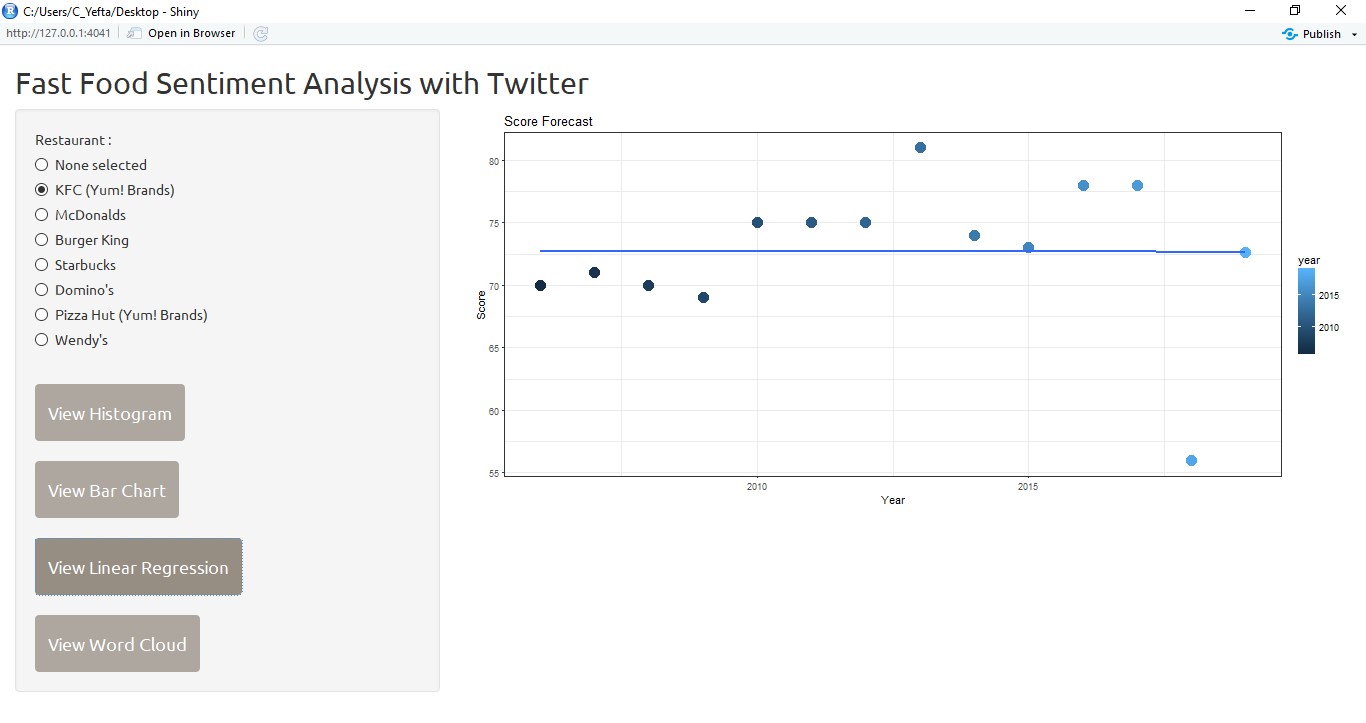 C:/Users/C_Yefta/Desktop - Shiny
http://127.0.0.1:4041
Open in Browser
Publish
Fast Food Sentiment Analysis with Twitter
Restaurant :
None selected
KFC (Yum! Brands)
McDonalds
Burger King
Starbucks
Domino's
Pizza Hut (Yum! Brands)
Wendy's
View Histogram
View Bar Chart
View Linear Regression
View Word Cloud
Score Forecast
80
75
70
65
60
55
Score
2010
2015
Year
year
2015
2010